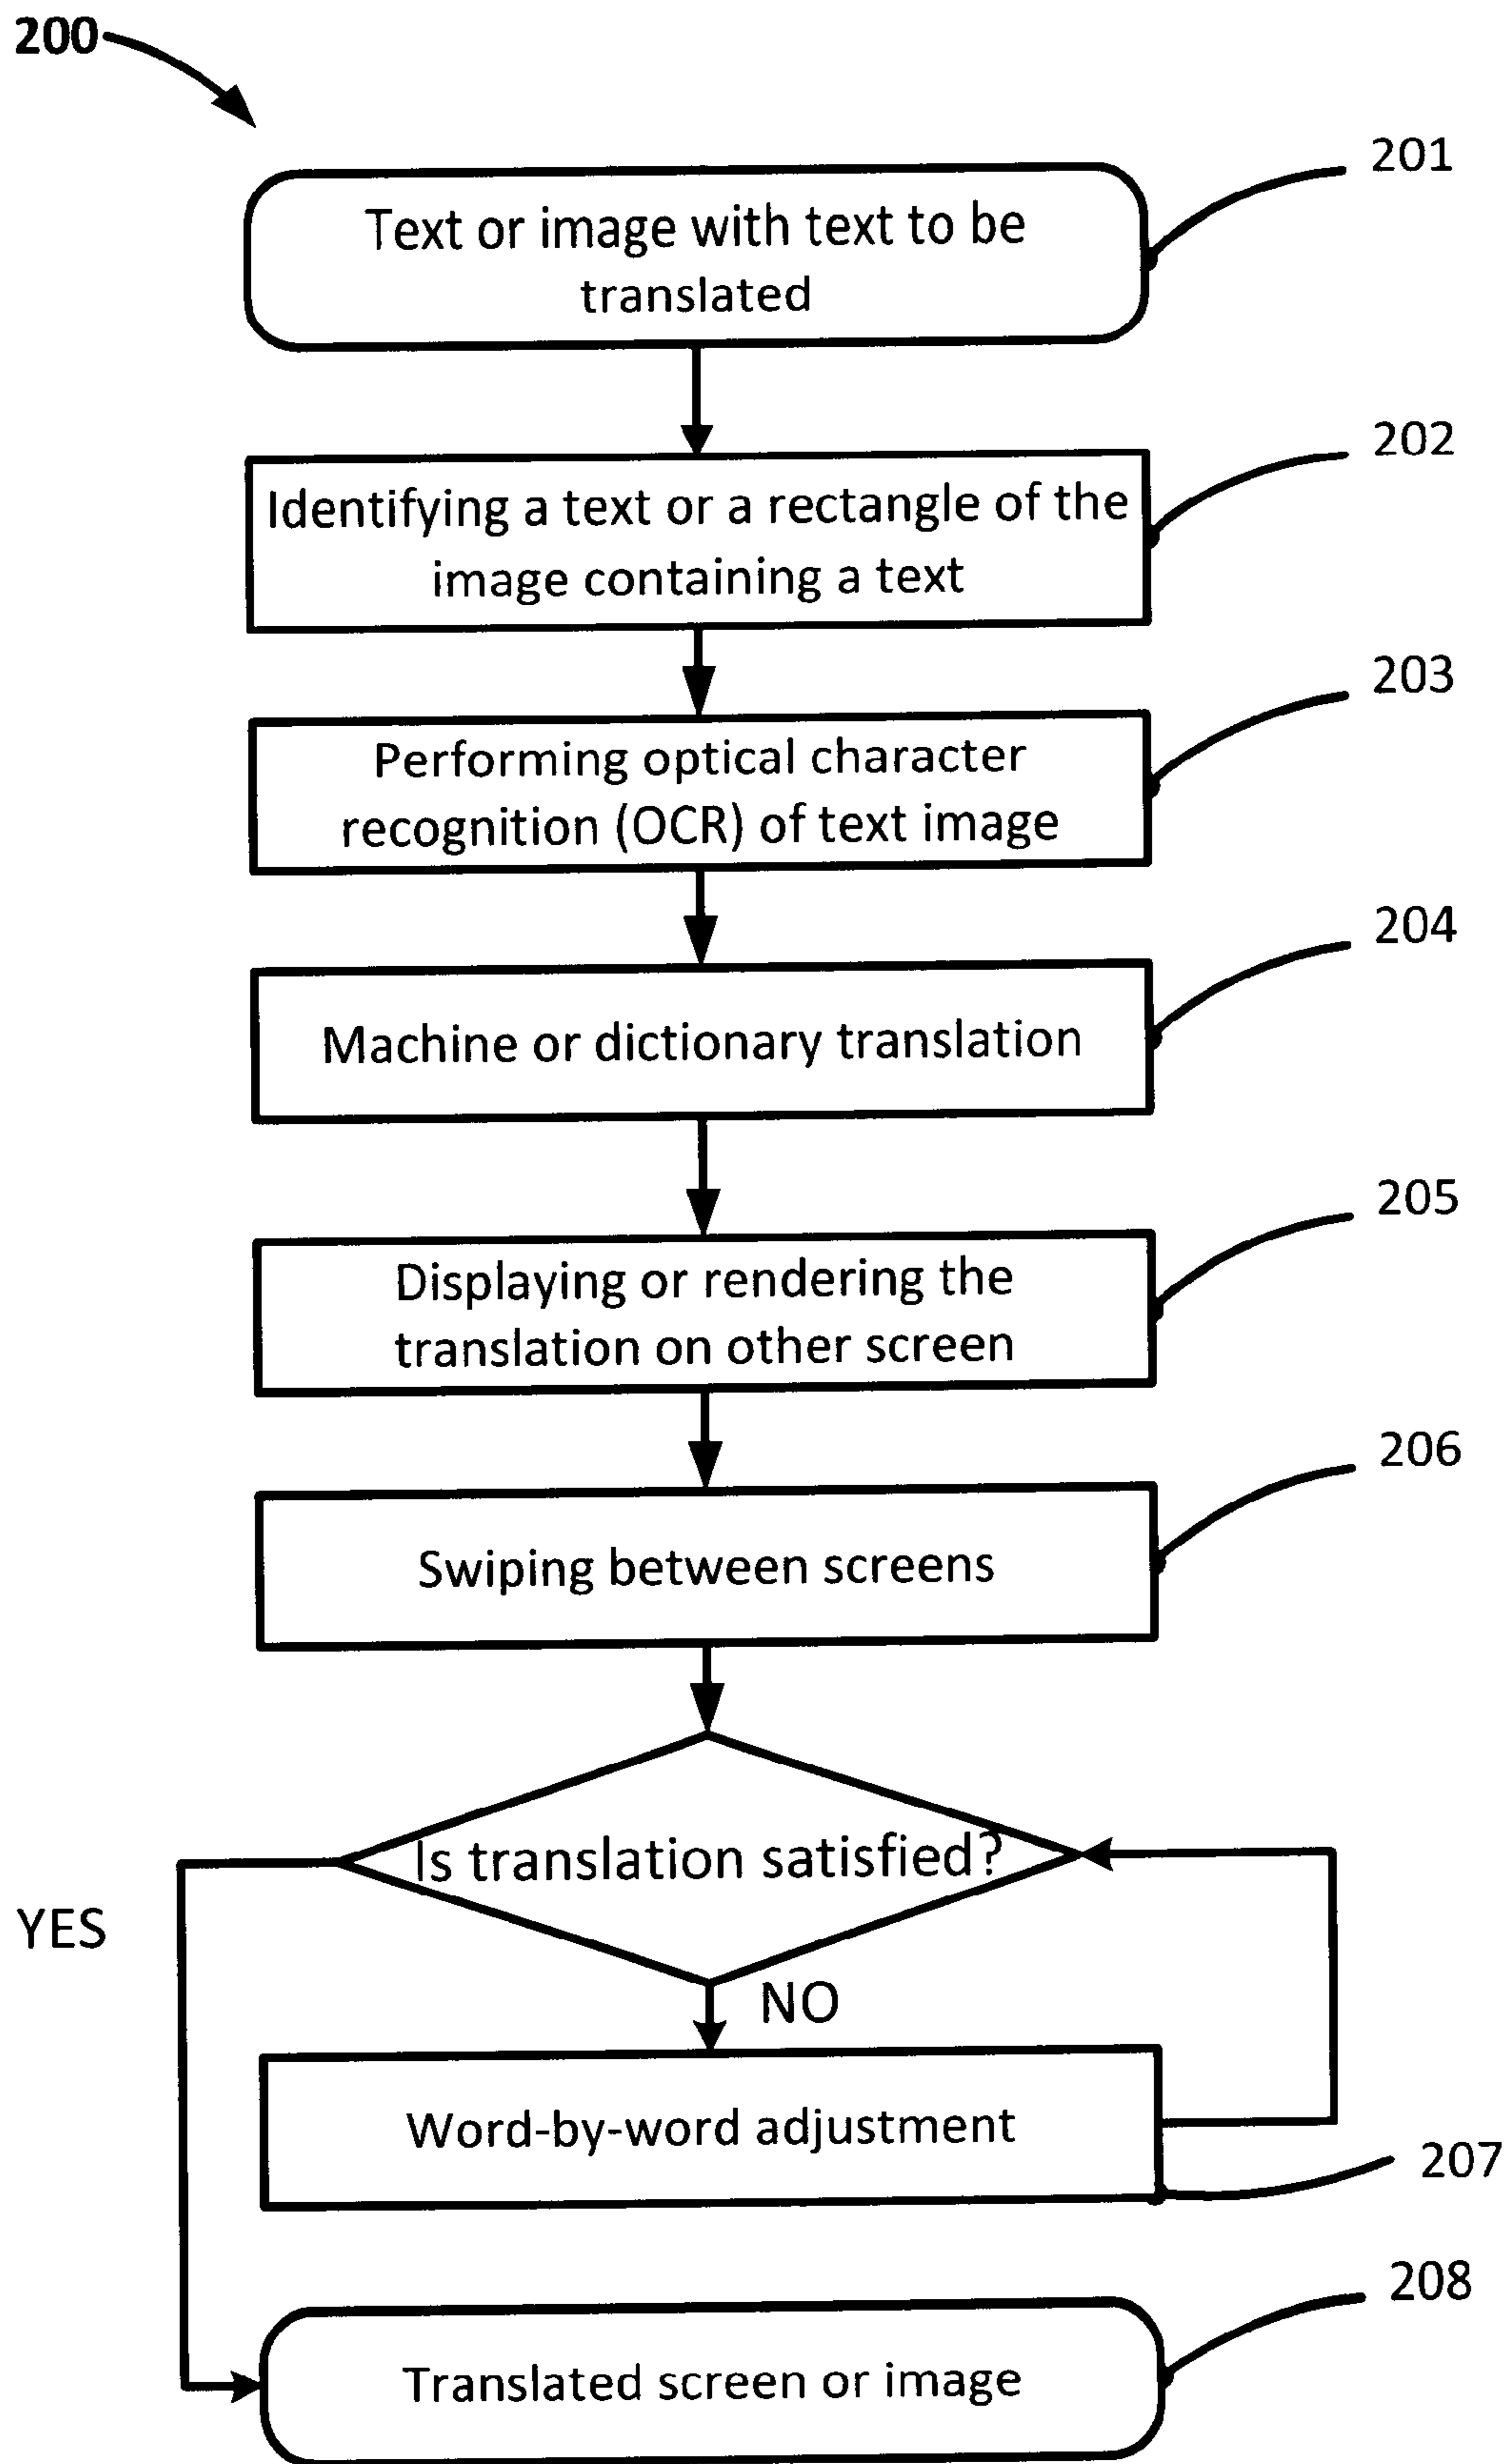 200
201
Text or image with text to be
translated
202
Identifying a text or a rectangle of the
image containing a text
203
Performing optical character
recognition (OCR) of text image
204
Machine or dictionary translation
205
Displaying or rendering the
translation on other screen
206
Swiping between screens
Is translation satisfied?
YES
NO
Word-by-word adjustment
207
208
Translated screen or image